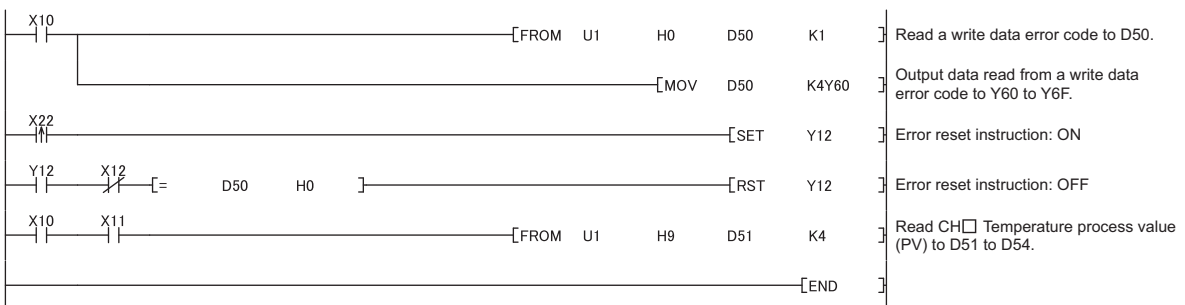 X10
FROM U1 H0 D50 K1
Read a write data error code to D50.
MOV D50 K4Y60
Output data read from a write data
error code to Y60 to Y6F.
X22
SET Y12
Error reset instruction: ON
Y12 X12
= D50 H0
RST Y12
Error reset instruction: OFF
X10 X11
FROM U1 H9 D51 K4
Read CH□ Temperature process value
(PV) to D51 to D54.
END